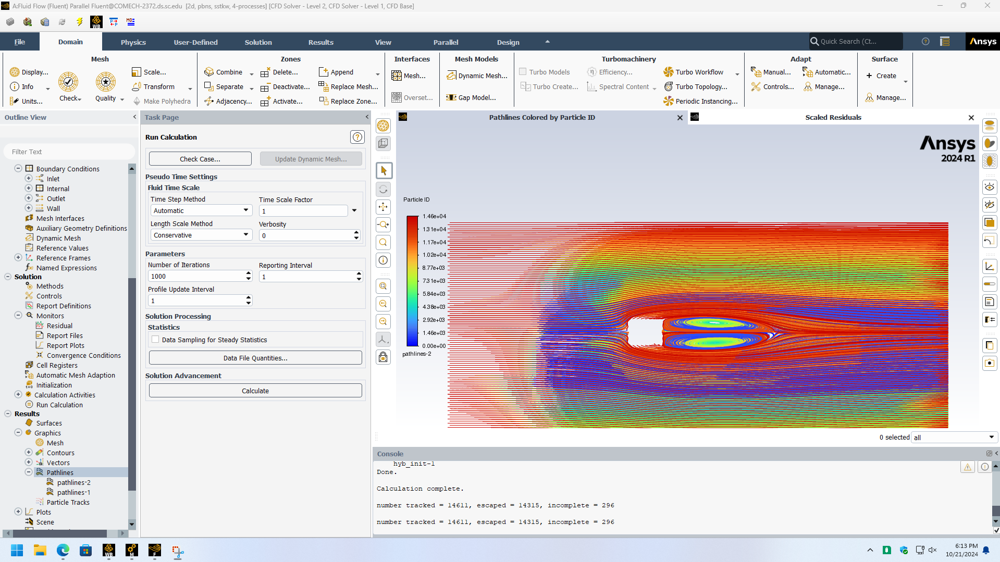 A:Fluid Flow (Fluent) Parallel Fluent@COMECH-2372.ds.sc.edu [2d, pbns, sstkw, 4-processes] [CFD Solver - Level 2, CFD Solver - Level 1, CFD Base]
WB
MO
File Domain Physics User-Defined Solution Results View Parallel Design Quick Search (Ct... Ansys
Mesh
Display...
Info
Units...
Check
Quality
Scale...
Transform
Make Polyhedra
Zones
Combine
Separate
Adjacency...
Delete...
Deactivate...
Activate...
Append
Replace Mesh...
Replace Zone...
Interfaces
Mesh...
Overset...
Mesh Models
Dynamic Mesh...
Gap Model...
Turbomachinery
Turbo Models
Turbo Create...
Efficiency...
Spectral Content
Turbo Workflow
Turbo Topology...
Periodic Instancing...
Adapt
Manual...
Controls...
Automatic...
Manage...
Surface
Create
Manage...
Outline View
Filter Text
Boundary Conditions
Inlet
Internal
Outlet
Wall
Mesh Interfaces
Auxiliary Geometry Definitions
Dynamic Mesh
Reference Values
Reference Frames
Named Expressions
Solution
Methods
Controls
Report Definitions
Monitors
Residual
Report Files
Report Plots
Convergence Conditions
Cell Registers
Automatic Mesh Adaption
Initialization
Calculation Activities
Run Calculation
Results
Surfaces
Graphics
Mesh
Contours
Vectors
Pathlines
pathlines-2
pathlines-1
Particle Tracks
Plots
Scene
Task Page
Run Calculation
Check Case... Update Dynamic Mesh...
Pseudo Time Settings
Fluid Time Scale
Time Step Method Time Scale Factor
Automatic 1
Length Scale Method Verbosity
Conservative 0
Parameters
Number of Iterations Reporting Interval
1000 1
Profile Update Interval
1
Solution Processing
Statistics
Data Sampling for Steady Statistics
Data File Quantities...
Solution Advancement
Calculate
Pathlines Colored by Particle ID Scaled Residuals
Ansys
2024 R1
Particle ID
1.46e+04
1.31e+04
1.17e+04
1.02e+04
8.77e+03
7.31e+03
5.84e+03
4.38e+03
2.92e+03
1.46e+03
0.00e+00
pathlines-2
0 selected all
Console
hyb_init-1
Done.
Calculation complete.
number tracked = 14611, escaped = 14315, incomplete = 296
number tracked = 14611, escaped = 14315, incomplete = 296
WB M F
6:13 PM
10/21/2024